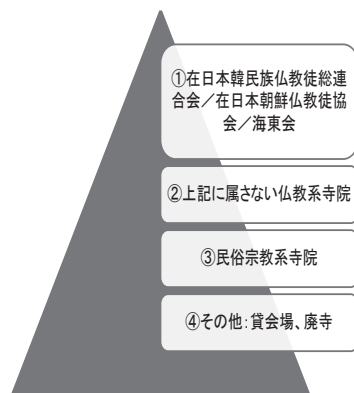 ①在日本韓民族仏教徒総連
合会／在日本朝鮮仏教徒協
会／海東会
②上記に属さない仏教系寺院
③民俗宗教系寺院
④その他：貸会場、廃寺